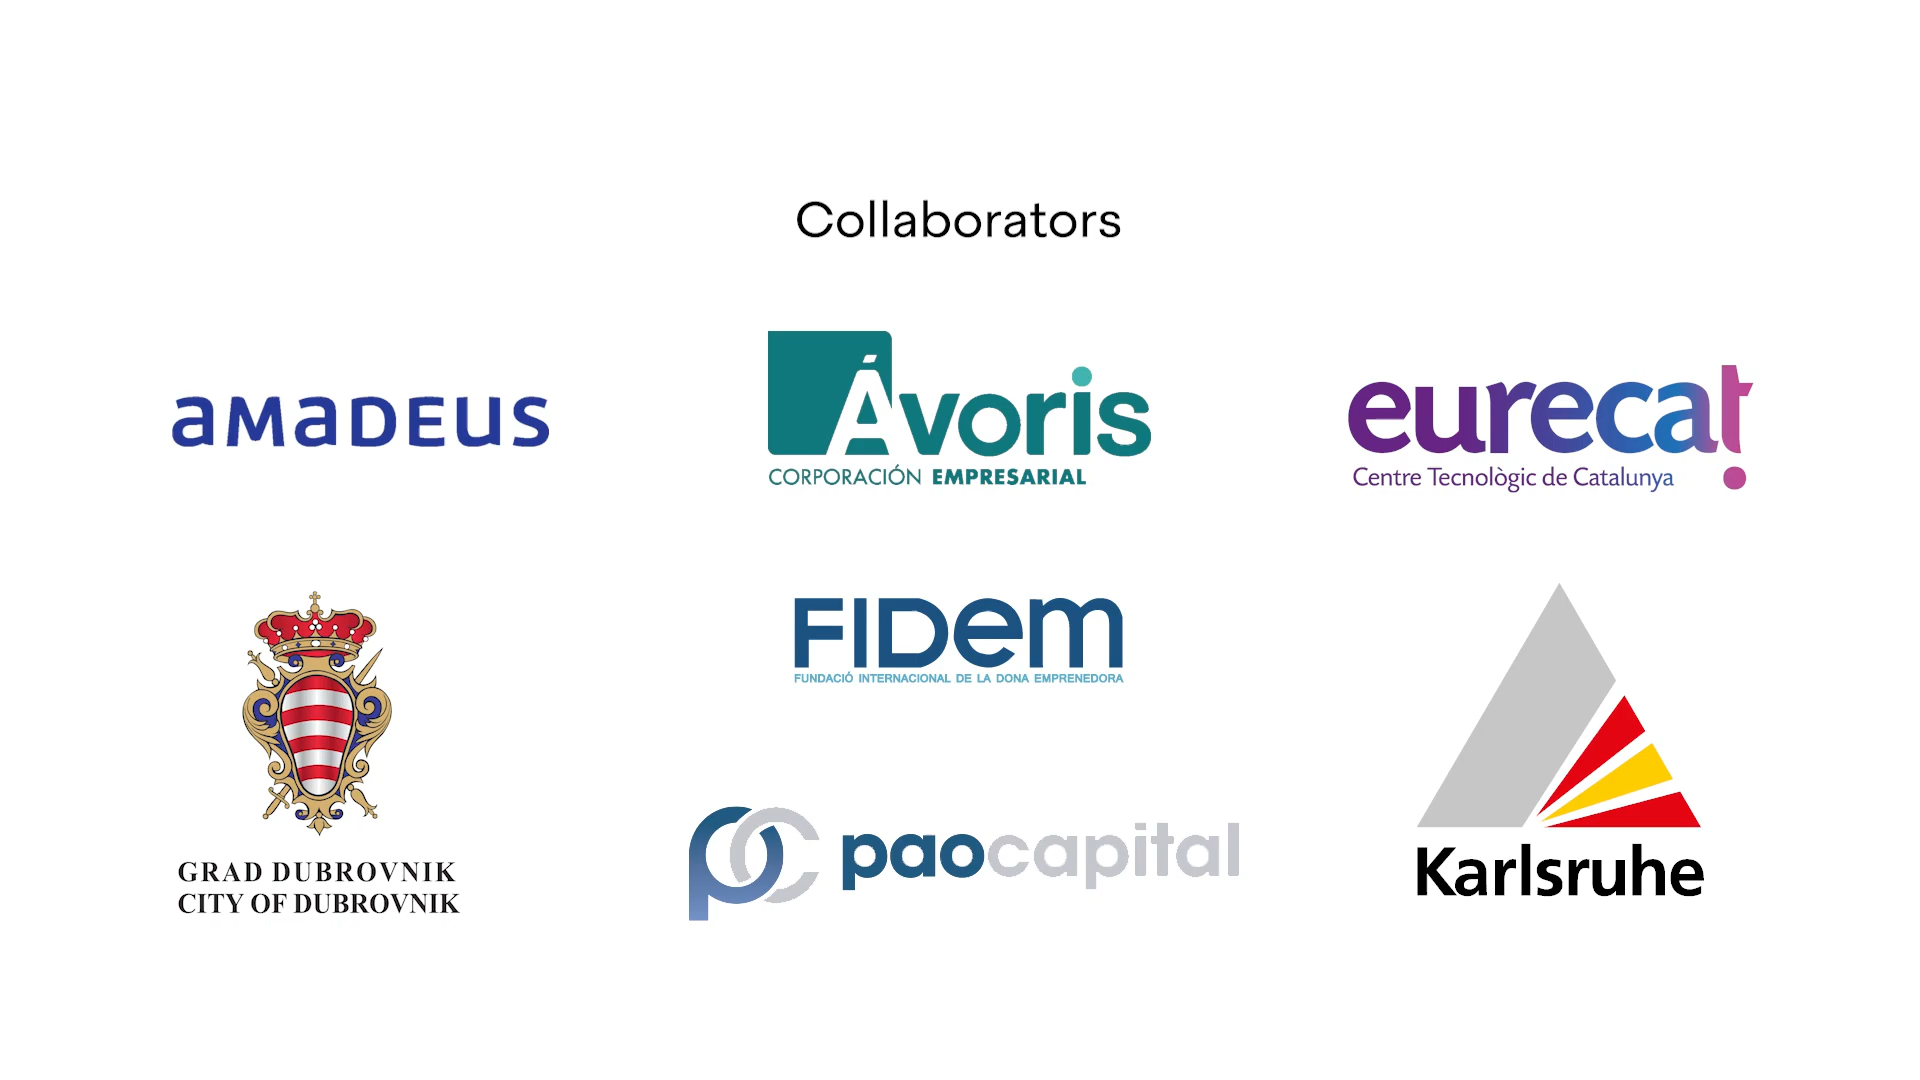 Collaborators
amadeus
Ávoris
CORPORACIÓN EMPRESARIAL
eurecat
Centre Tecnològic de Catalunya
GRAD DUBROVNIK
CITY OF DUBROVNIK
FIDem
FUNDACIÓ INTERNACIONAL DE LA DONA EMPRENEDORA
pc paocapital
Karlsruhe